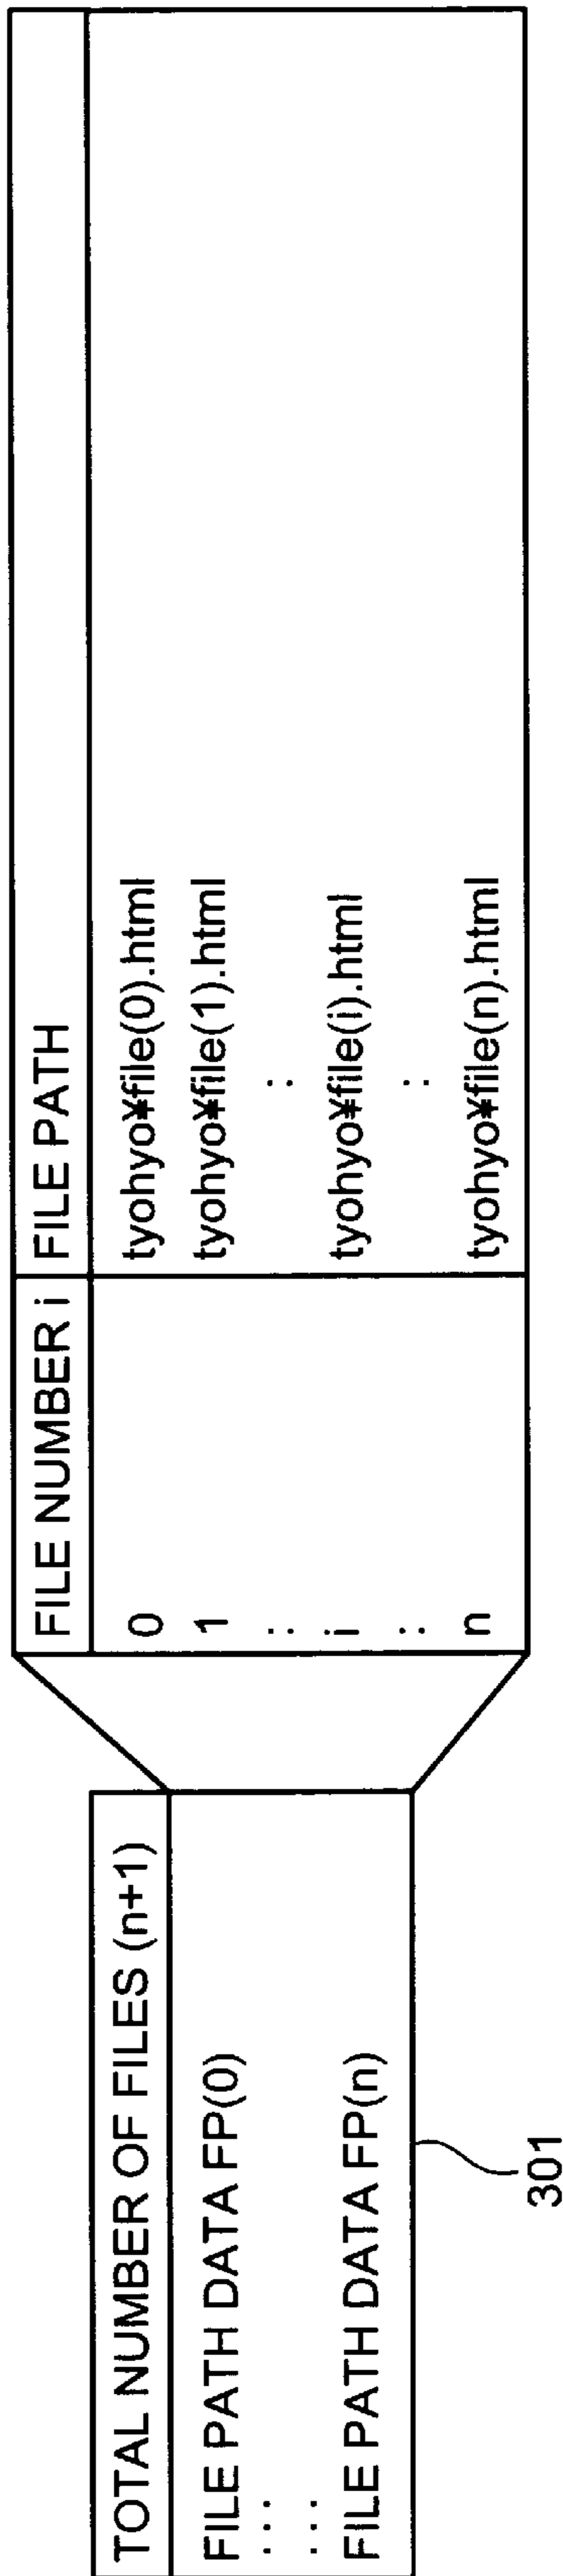 TOTAL NUMBER OF FILES (n+1)
FILE PATH DATA FP(0)
: :
: :
FILE PATH DATA FP(n)
301
FILE NUMBER i FILE PATH
0 tyohyo¥file(0).html
1 tyohyo¥file(1).html
: :
i tyohyo¥file(i).html
: :
n tyohyo¥file(n).html